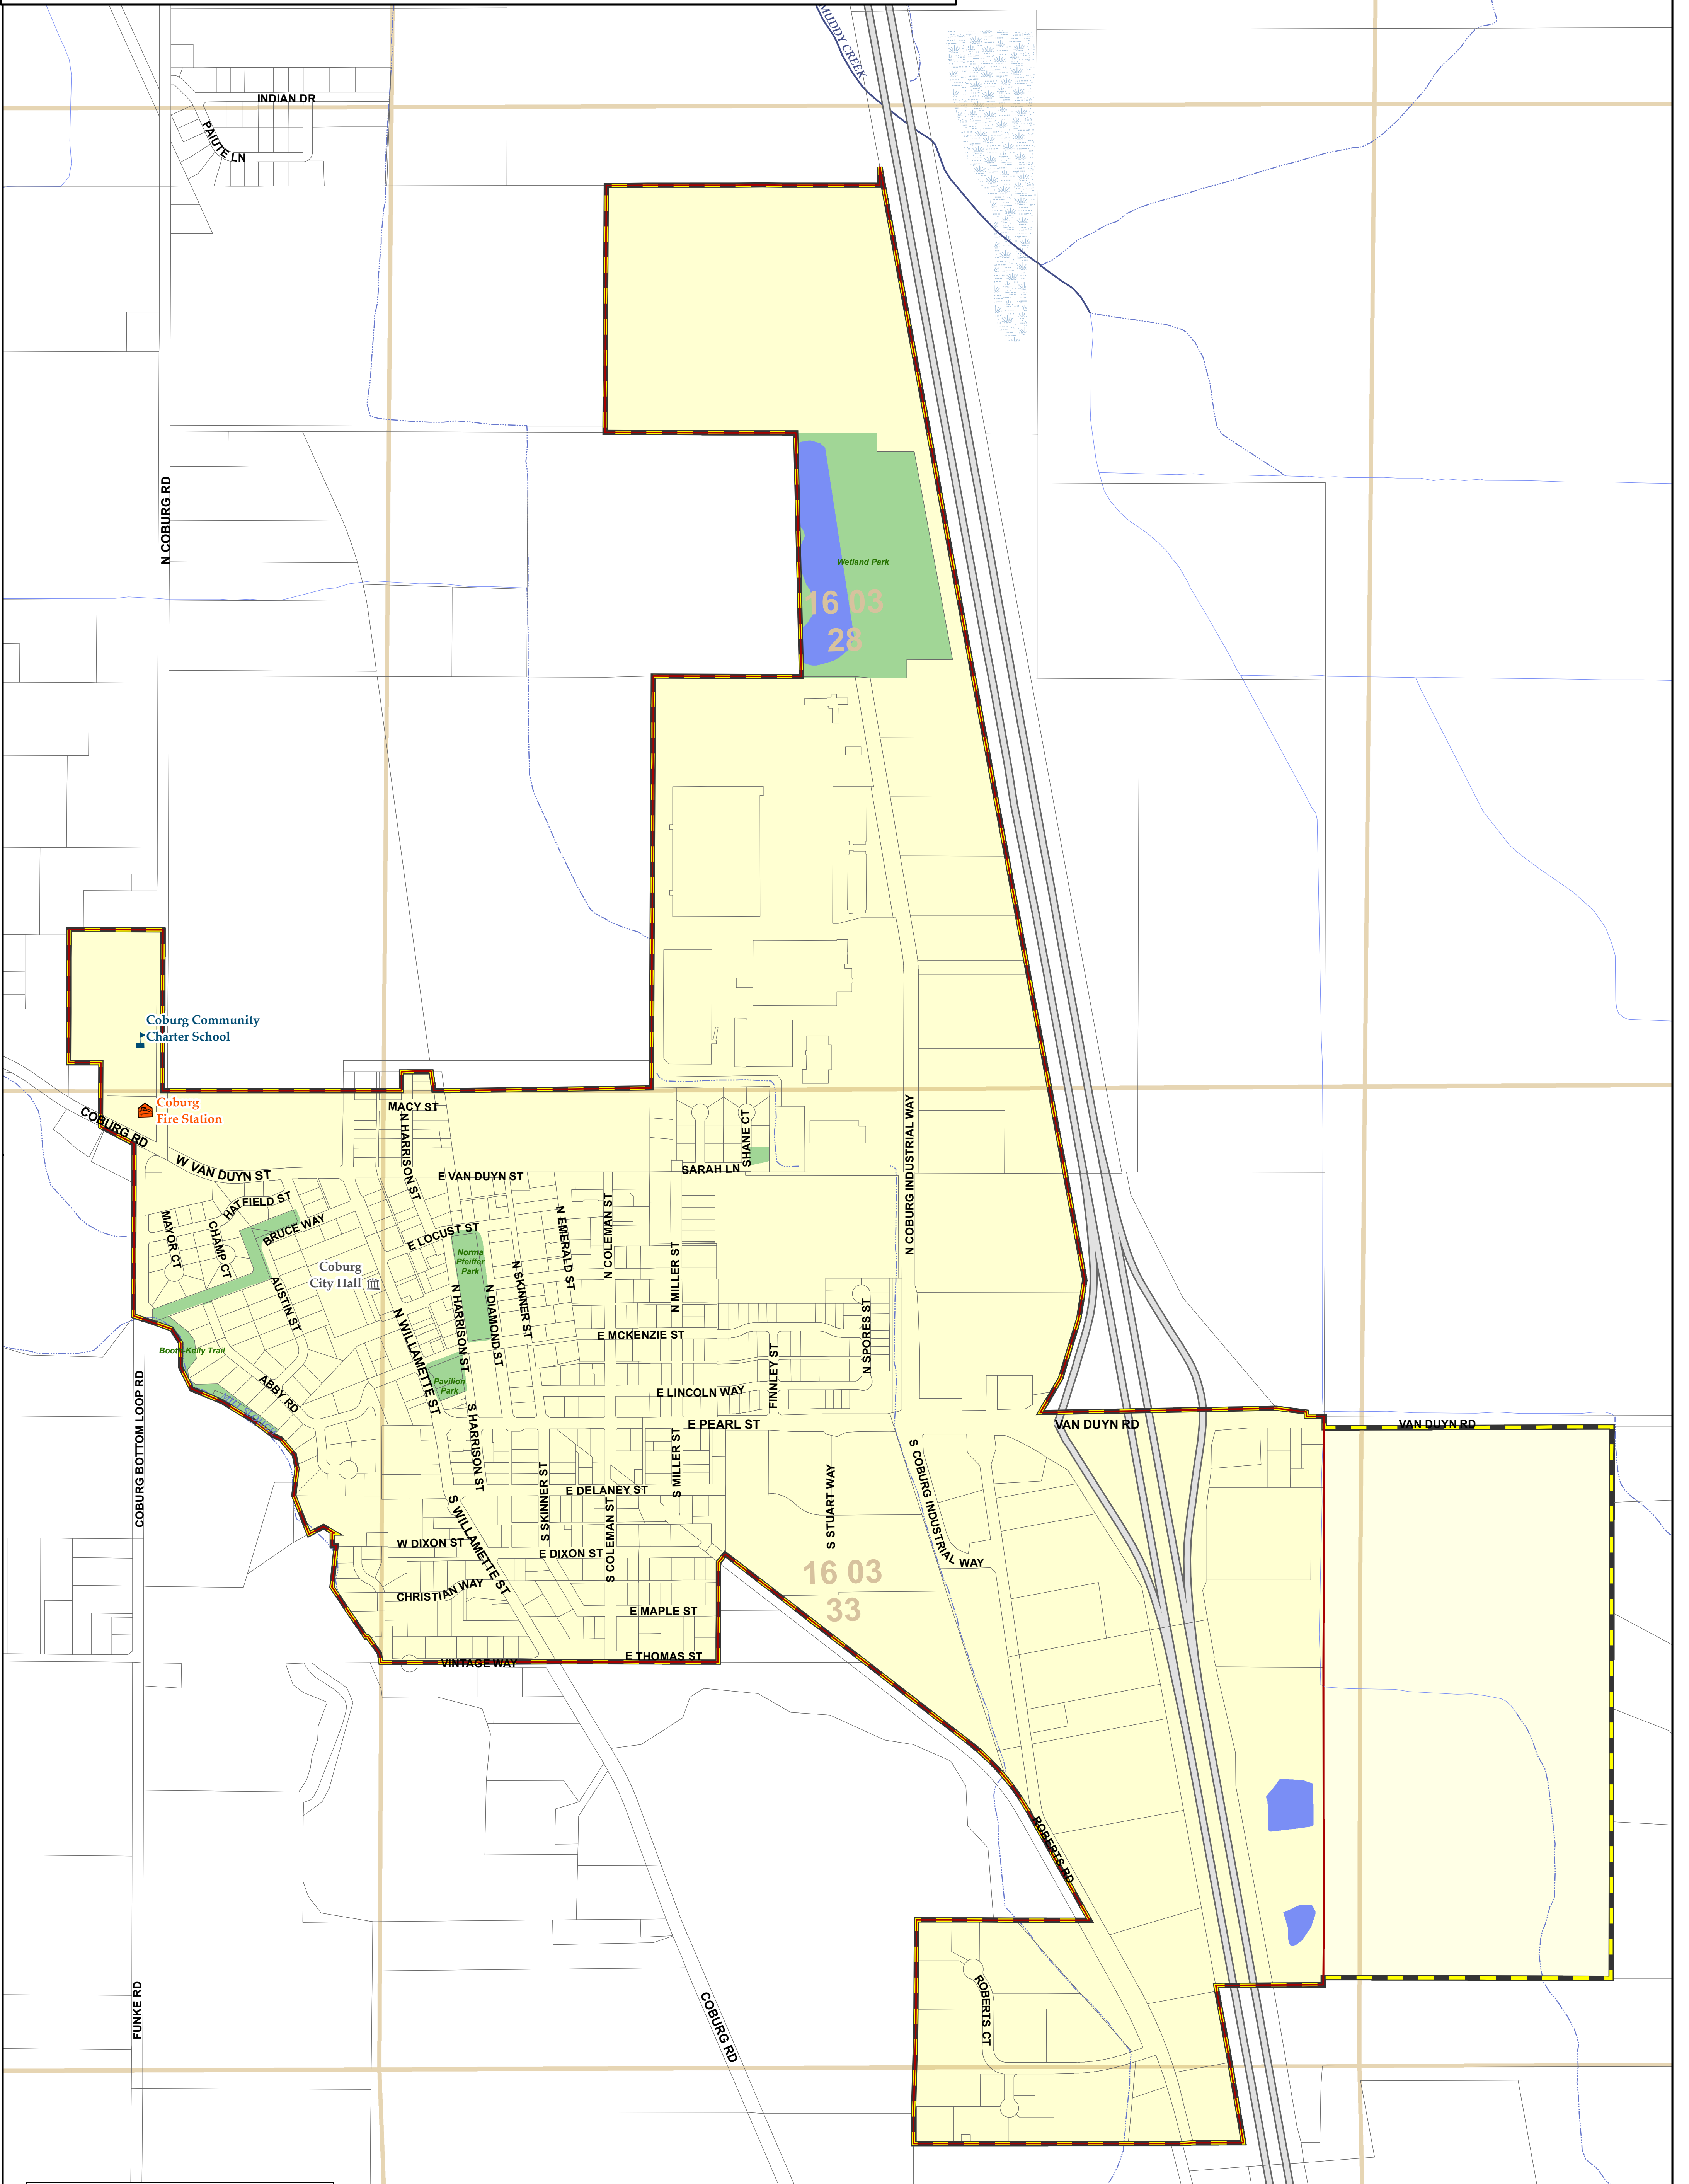 MUDDY CREEK
INDIAN DR
PAIUTE LN
N COBURG RD
Wetland Park
16 03
28
Coburg Community
Charter School
Coburg
Fire Station
COBURG RD
MACY ST
N HARRISON ST
W VAN DUYN ST
E VAN DUYN ST
SARAH LN
SHANE CT
N COBURG INDUSTRIAL WAY
HATFIELD ST
BRUCE WAY
MAYOR CT
CHAMP CT
E LOCUST ST
N EMERALD ST
N COLEMAN ST
N MILLER ST
Norma
Pfeiffer
Park
Coburg
City Hall
AUSTIN ST
N SKINNER ST
N HARRISON ST
N DIAMOND ST
N WILLAMETTE ST
E MCKENZIE ST
N SPORES ST
FINNLEY ST
Booth-Kelly Trail
Pavilion
Park
ABBY RD
E LINCOLN WAY
COBURG BOTTOM LOOP RD
E PEARL ST
VAN DUYN RD
VAN DUYN RD
S HARRISON ST
S MILLER ST
S SKINNER ST
E DELANEY ST
S STUART WAY
S COBURG INDUSTRIAL WAY
S WILLAMETTE ST
S COLEMAN ST
W DIXON ST
E DIXON ST
16 03
33
CHRISTIAN WAY
E MAPLE ST
E THOMAS ST
VINTAGE WAY
ROBERTS RD
ROBERTS CT
FUNKE RD
COBURG RD